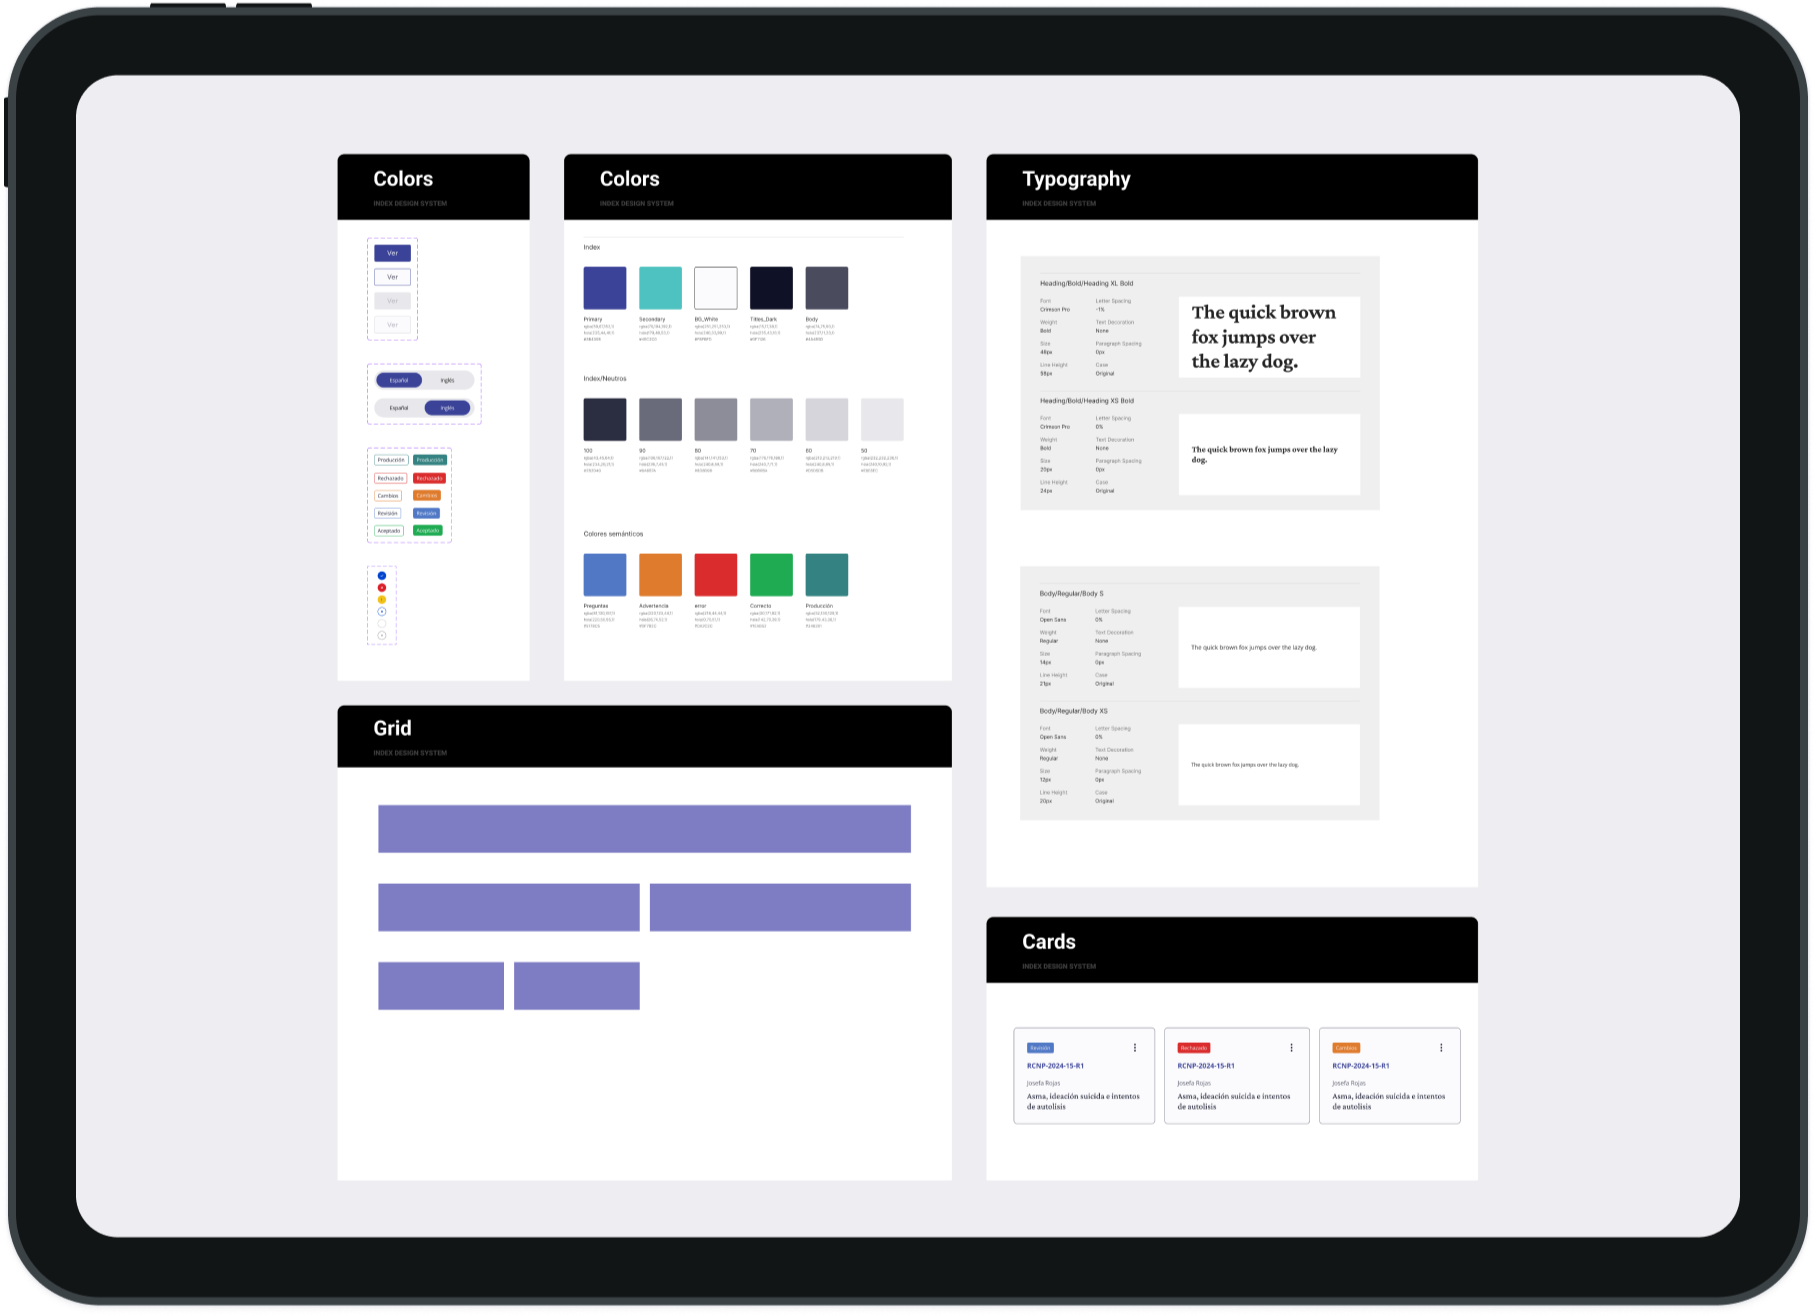 Colors
INDEX DESIGN SYSTEM
Ver
Ver
Ver
Ver
Español Inglés
Español Inglés
Producción Producción
Rechazado Rechazado
Cambios Cambios
Revisión Revisión
Aceptado Aceptado
Colors
INDEX DESIGN SYSTEM
Index
Primary Secondary BG_White Titles_Dark Body
Index/Neutros
100 90 80 70 60 50
Colores semánticos
Preguntas Advertencia error Correcto Producción
Grid
INDEX DESIGN SYSTEM
Typography
INDEX DESIGN SYSTEM
Heading/Bold/Heading XL Bold
Font Letter Spacing
Crimson Pro -1%
Weight Text Decoration
Bold None
Size Paragraph Spacing
48px 0px
Line Height Case
Original
The quick brown
fox jumps over
the lazy dog.
Heading/Bold/Heading XS Bold
Font Letter Spacing
Crimson Pro 0%
Weight Text Decoration
Bold None
Size Paragraph Spacing
20px 0px
Line Height Case
24px Original
The quick brown fox jumps over the lazy
dog.
Body/Regular/Body S
Font Letter Spacing
Open Sans 0%
Weight Text Decoration
Regular None
Size Paragraph Spacing
14px 0px
Line Height Case
21px Original
The quick brown fox jumps over the lazy dog.
Body/Regular/Body XS
Font Letter Spacing
Open Sans 0%
Weight Text Decoration
Regular None
Size Paragraph Spacing
12px 0px
Line Height Case
20px Original
The quick brown fox jumps over the lazy dog.
Cards
INDEX DESIGN SYSTEM
Revisión
RCNP-2024-15-R1
Josefa Rojas
Asma, ideación suicida e intentos
de autolisis
Rechazado
RCNP-2024-15-R1
Josefa Rojas
Asma, ideación suicida e intentos
de autolisis
Cambios
RCNP-2024-15-R1
Josefa Rojas
Asma, ideación suicida e intentos
de autolisis